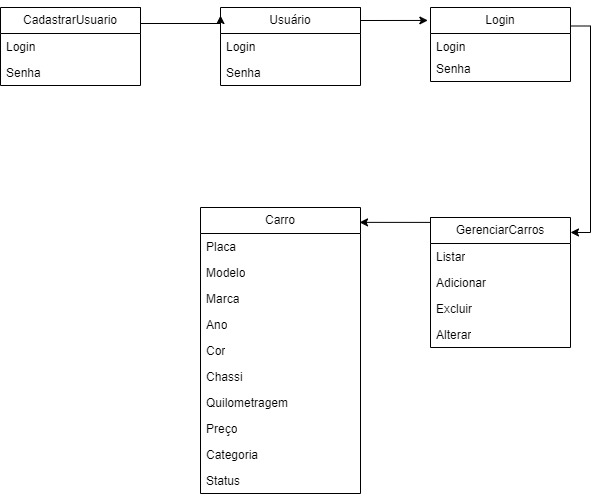 CadastrarUsuario
Login
Senha
Usuário
Login
Senha
Login
Login
Senha
Carro
Placa
Modelo
Marca
Ano
Cor
Chassi
Quilometragem
Preço
Categoria
Status
GerenciarCarros
Listar
Adicionar
Excluir
Alterar